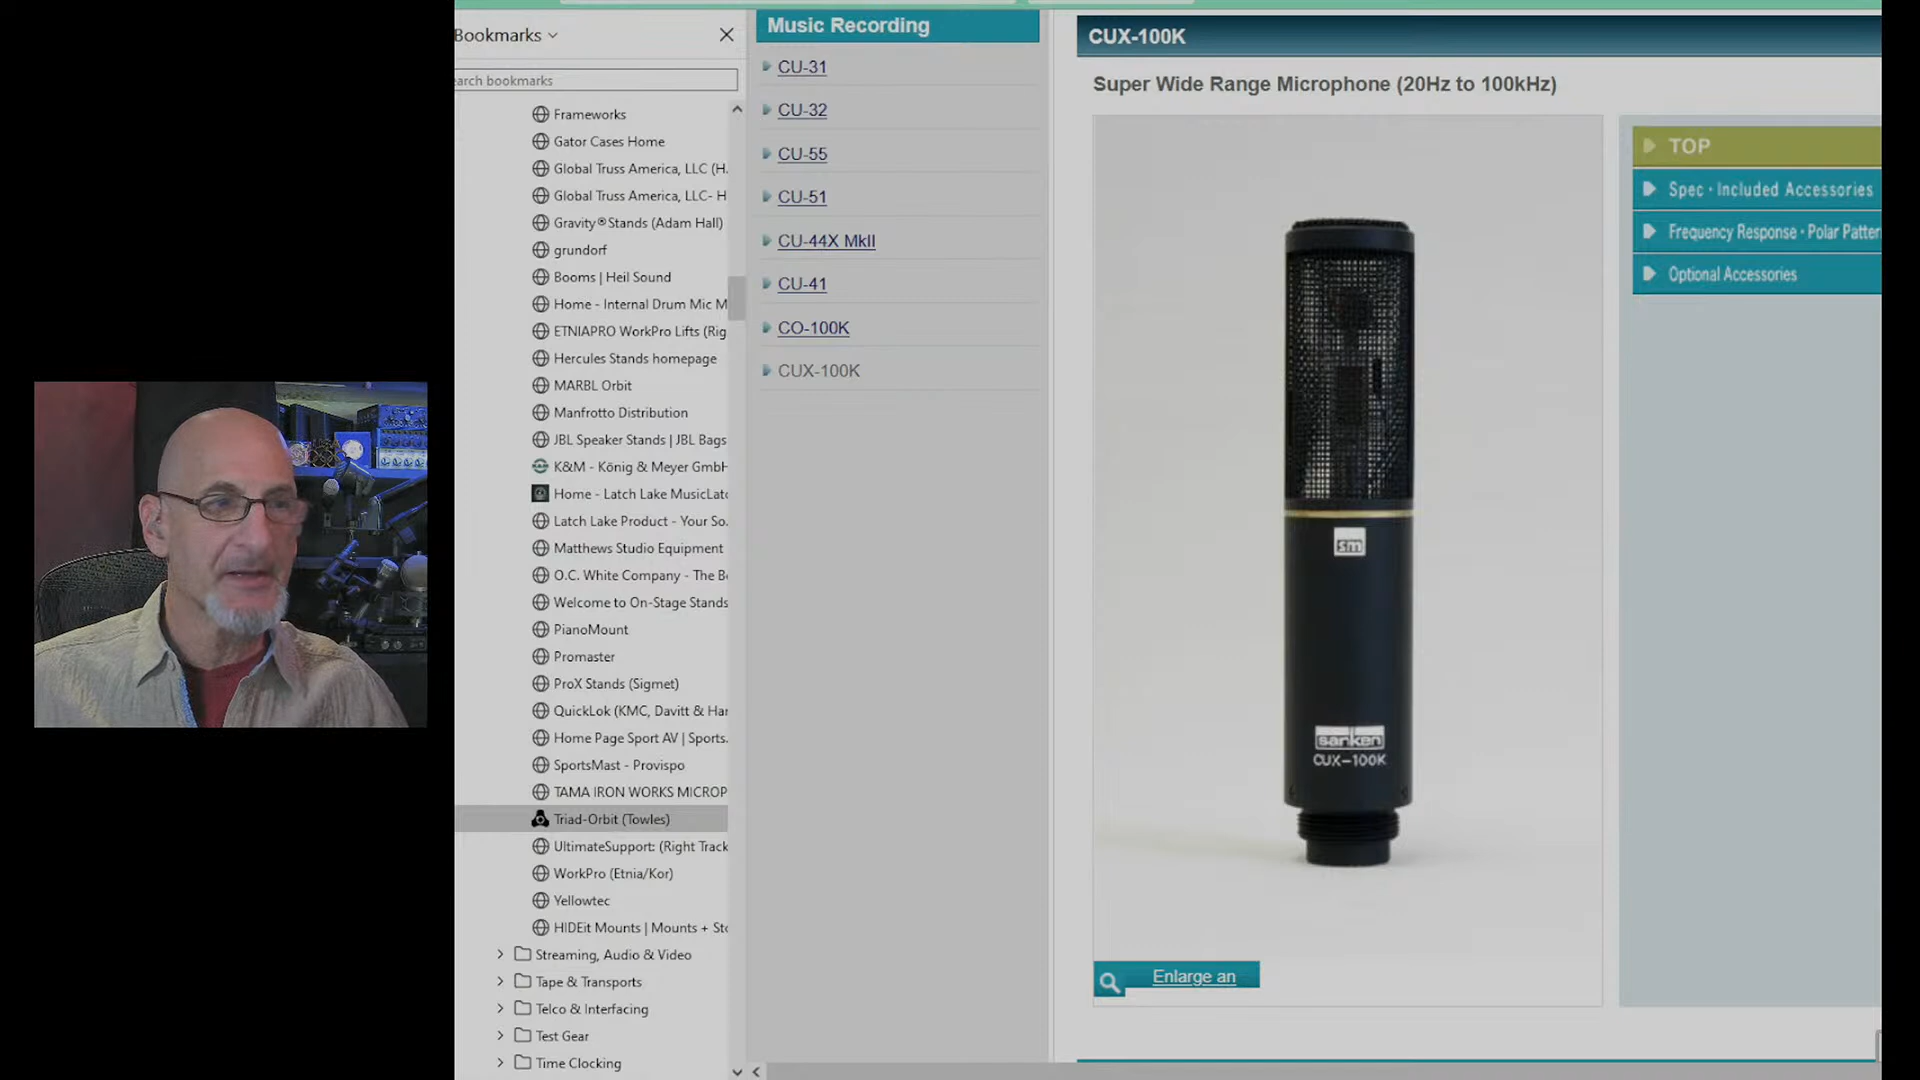 Bookmarks
earch bookmarks
Frameworks
Gator Cases Home
Global Truss America, LLC (H.
Global Truss America, LLC- H
Gravity®Stands (Adam Hall)
grundorf
Booms | Heil Sound
Home - Internal Drum Mic M
ETNIAPRO WorkPro Lifts (Rig
Hercules Stands homepage
MARBL Orbit
Manfrotto Distribution
JBL Speaker Stands | JBL Bags
K&M - König & Meyer GmbH
Home - Latch Lake MusicLato
Latch Lake Product - Your So.
Matthews Studio Equipment
O.C. White Company - The Be
Welcome to On-Stage Stands
PianoMount
Promaster
ProX Stands (Sigmet)
QuickLok (KMC, Davitt & Har
Home Page Sport AV | Sports.
SportsMast - Provispo
TAMA IRON WORKS MICROP
Triad-Orbit (Towles)
UltimateSupport: (Right Track
WorkPro (Etnia/Kor)
Yellowtec
HIDEit Mounts | Mounts + Sto
Streaming, Audio & Video
Tape & Transports
Telco & Interfacing
Test Gear
Time Clocking
Music Recording
CU-31
CU-32
CU-55
CU-51
CU-44X MkII
CU-41
CO-100K
CUX-100K
CUX-100K
Super Wide Range Microphone (20Hz to 100kHz)
sm
sanken
CUX-100K
Enlarge an
TOP
Spec・Included Accessories
Frequency Response・Polar Patter
Optional Accessories